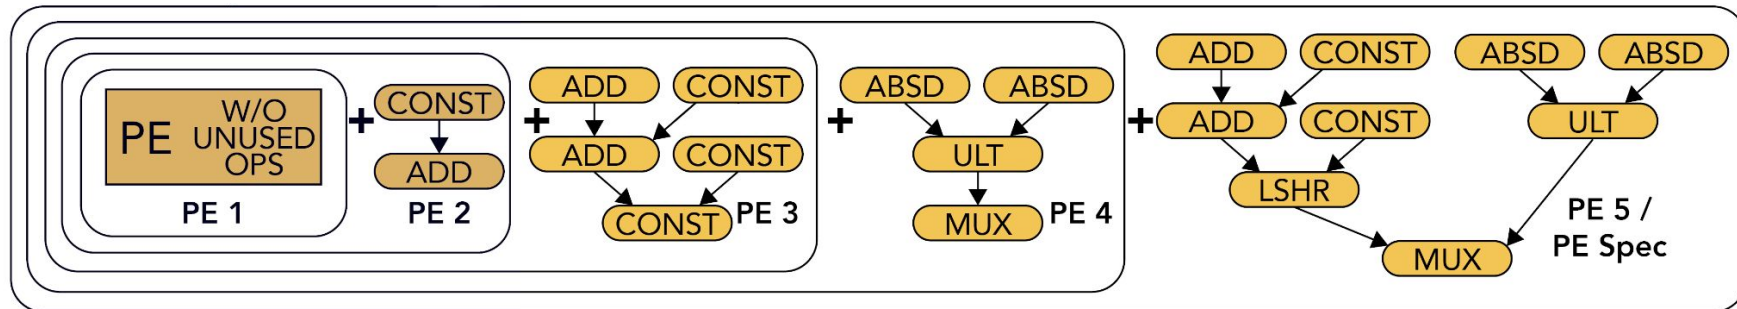 PE
W/O
UNUSED
OPS
PE 1
+
CONST
ADD
PE 2
+
ADD CONST
ADD CONST
CONST
PE 3
+
ABSD ABSD
ULT
MUX
PE 4
+
ADD CONST
ADD CONST
LSHR
ABSD ABSD
ULT
MUX
PE 5 /
PE Spec